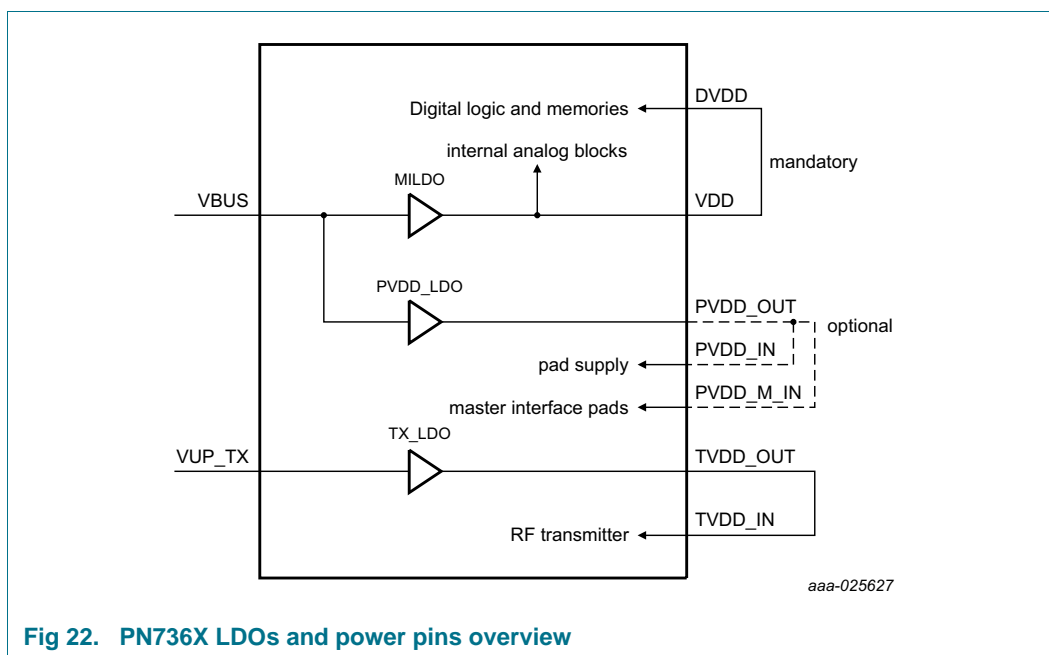 DVDD
Digital logic and memories
internal analog blocks
mandatory
MILDO
VBUS
VDD
PVDD_LDO
PVDD_OUT
optional
PVDD_IN
pad supply
PVDD_M_IN
master interface pads
TX_LDO
VUP_TX
TVDD_OUT
TVDD_IN
RF transmitter
aaa-025627
Fig 22. PN736X LDOs and power pins overview